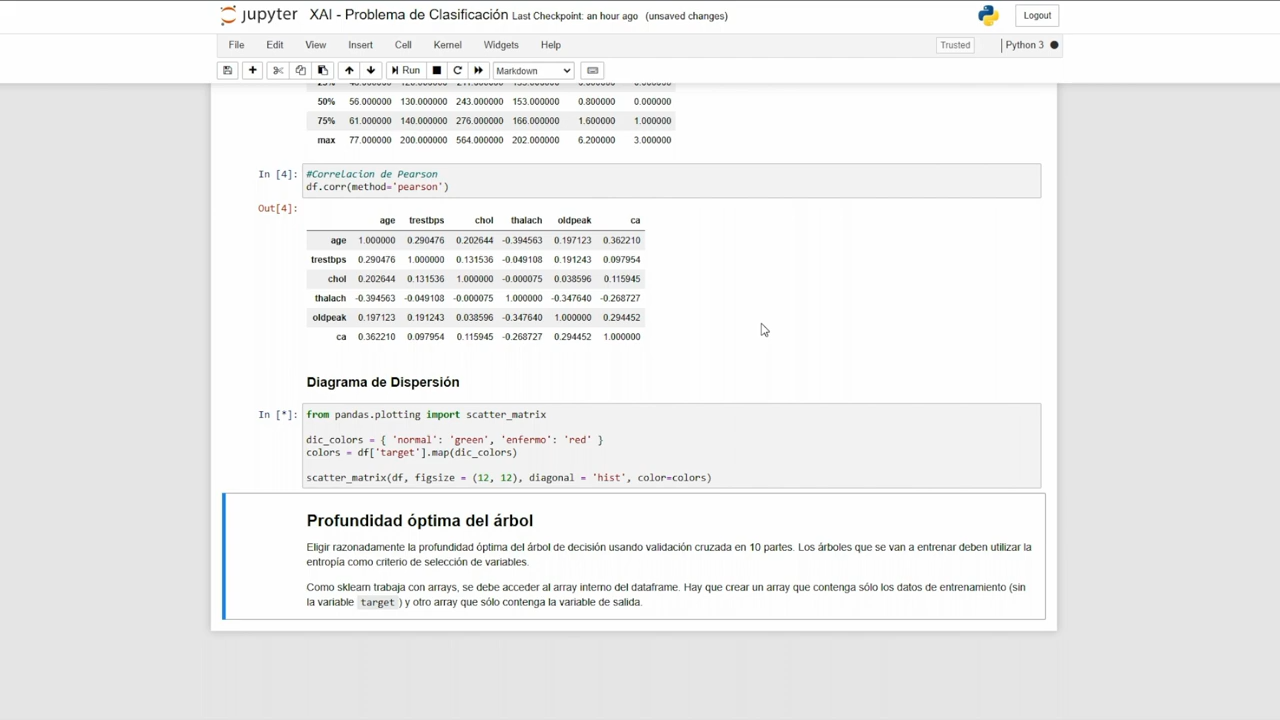 jupyter XAI - Problema de Clasificación Last Checkpoint: an hour ago (unsaved changes) Logout
File Edit View Insert Cell Kernel Widgets Help Trusted Python 3
Run Markdown
50% 56.000000 130.000000 243.000000 153.000000 0.800000 0.000000
75% 61.000000 140.000000 276.000000 166.000000 1.600000 1.000000
max 77.000000 200.000000 564.000000 202.000000 6.200000 3.000000
In [4]: #Correlacion de Pearson
df.corr(method='pearson')
Out[4]:
age trestbps chol thalach oldpeak ca
age 1.000000 0.290476 0.202644 -0.394563 0.197123 0.362210
trestbps 0.290476 1.000000 0.131536 -0.049108 0.191243 0.097954
chol 0.202644 0.131536 1.000000 -0.000075 0.038596 0.115945
thalach -0.394563 -0.049108 -0.000075 1.000000 -0.347640 -0.268727
oldpeak 0.197123 0.191243 0.038596 -0.347640 1.000000 0.294452
ca 0.362210 0.097954 0.115945 -0.268727 0.294452 1.000000
Diagrama de Dispersión
In [*]: from pandas.plotting import scatter_matrix
dic_colors = { 'normal': 'green', 'enfermo': 'red' }
colors = df['target'].map(dic_colors)
scatter_matrix(df, figsize = (12, 12), diagonal = 'hist', color=colors)
Profundidad óptima del árbol
Eligir razonadamente la profundidad óptima del árbol de decisión usando validación cruzada en 10 partes. Los árboles que se van a entrenar deben utilizar la
entropía como criterio de selección de variables.
Como sklearn trabaja con arrays, se debe acceder al array interno del dataframe. Hay que crear un array que contenga sólo los datos de entrenamiento (sin
la variable target ) y otro array que sólo contenga la variable de salida.